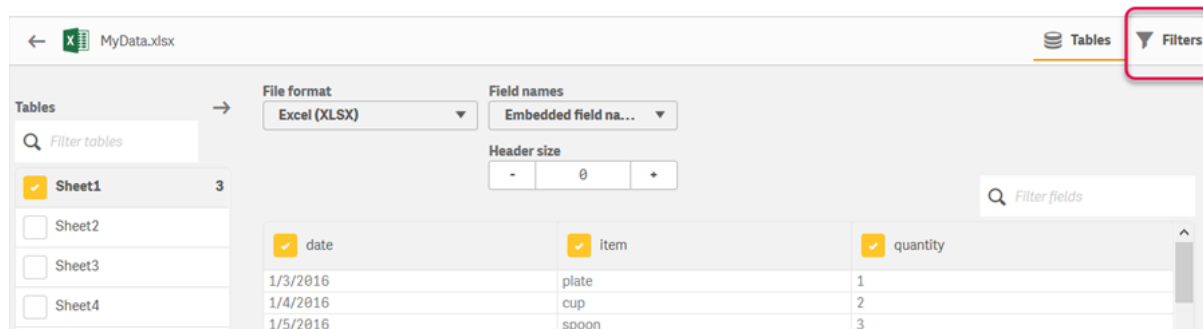 MyData.xlsx
Tables
Filters
Tables
Filter tables
Sheet1 3
Sheet2
Sheet3
Sheet4
File format
Excel (XLSX)
Field names
Embedded field na...
Header size
- 0 +
Filter fields
date item quantity
1/3/2016 plate 1
1/4/2016 cup 2
1/5/2016 spoon 3